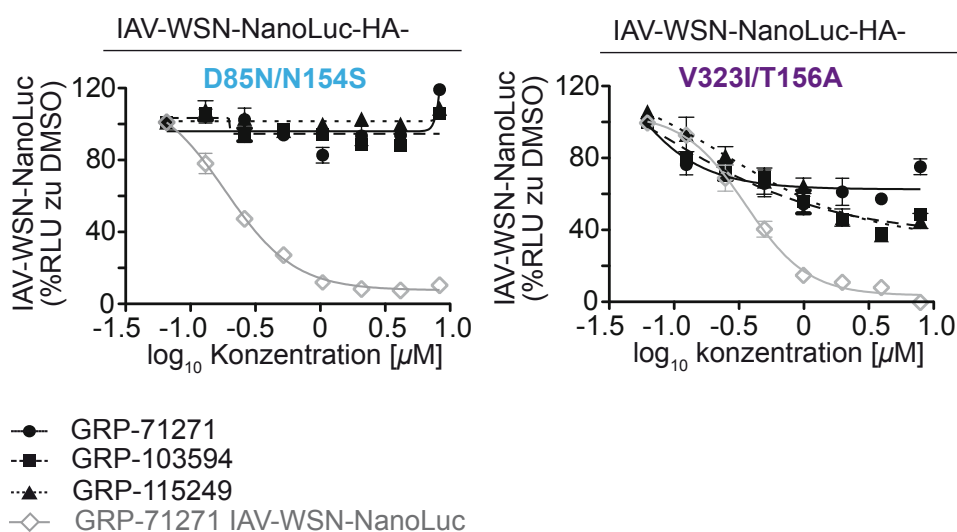 IAV-WSN-NanoLuc-HA-
D85N/N154S
IAV-WSN-NanoLuc
(%RLU zu DMSO)
120
80
40
0
-1.5 -1.0 -0.5 0 0.5 1.0
log10 Konzentration [µM]
IAV-WSN-NanoLuc-HA-
V323I/T156A
IAV-WSN-NanoLuc
(%RLU zu DMSO)
120
80
40
0
-1.5 -1.0 -0.5 0 0.5 1.0
log10 konzentration [µM]
GRP-71271
GRP-103594
GRP-115249
GRP-71271 IAV-WSN-NanoLuc